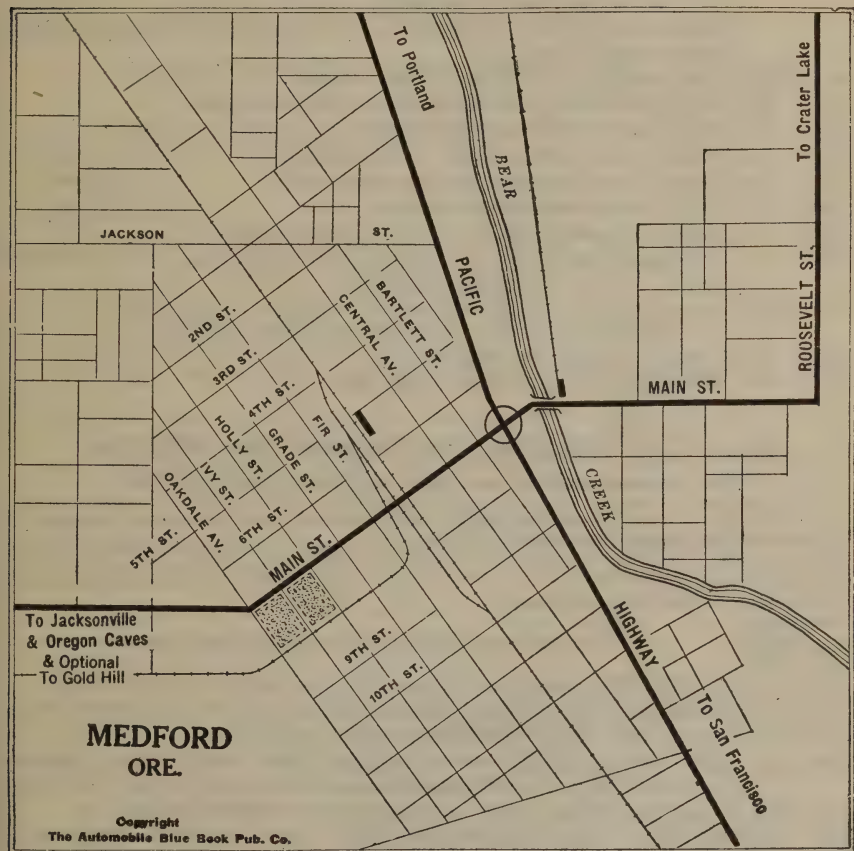 To Portland
BEAR
To Crater Lake
JACKSON ST.
PACIFIC
ROOSEVELT ST.
BARTLETT ST.
CENTRAL AV.
2ND ST.
3RD ST.
MAIN ST.
4TH ST.
FIR ST.
GRADE ST.
HOLLY ST.
IVY ST.
OAKDALE AV.
5TH ST.
6TH ST.
MAIN ST.
CREEK
To Jacksonville
& Oregon Caves
& Optional
To Gold Hill
HIGHWAY
9TH ST.
10TH ST.
To San Francisco
MEDFORD
ORE.
Copyright
The Automobile Blue Book Pub. Co.